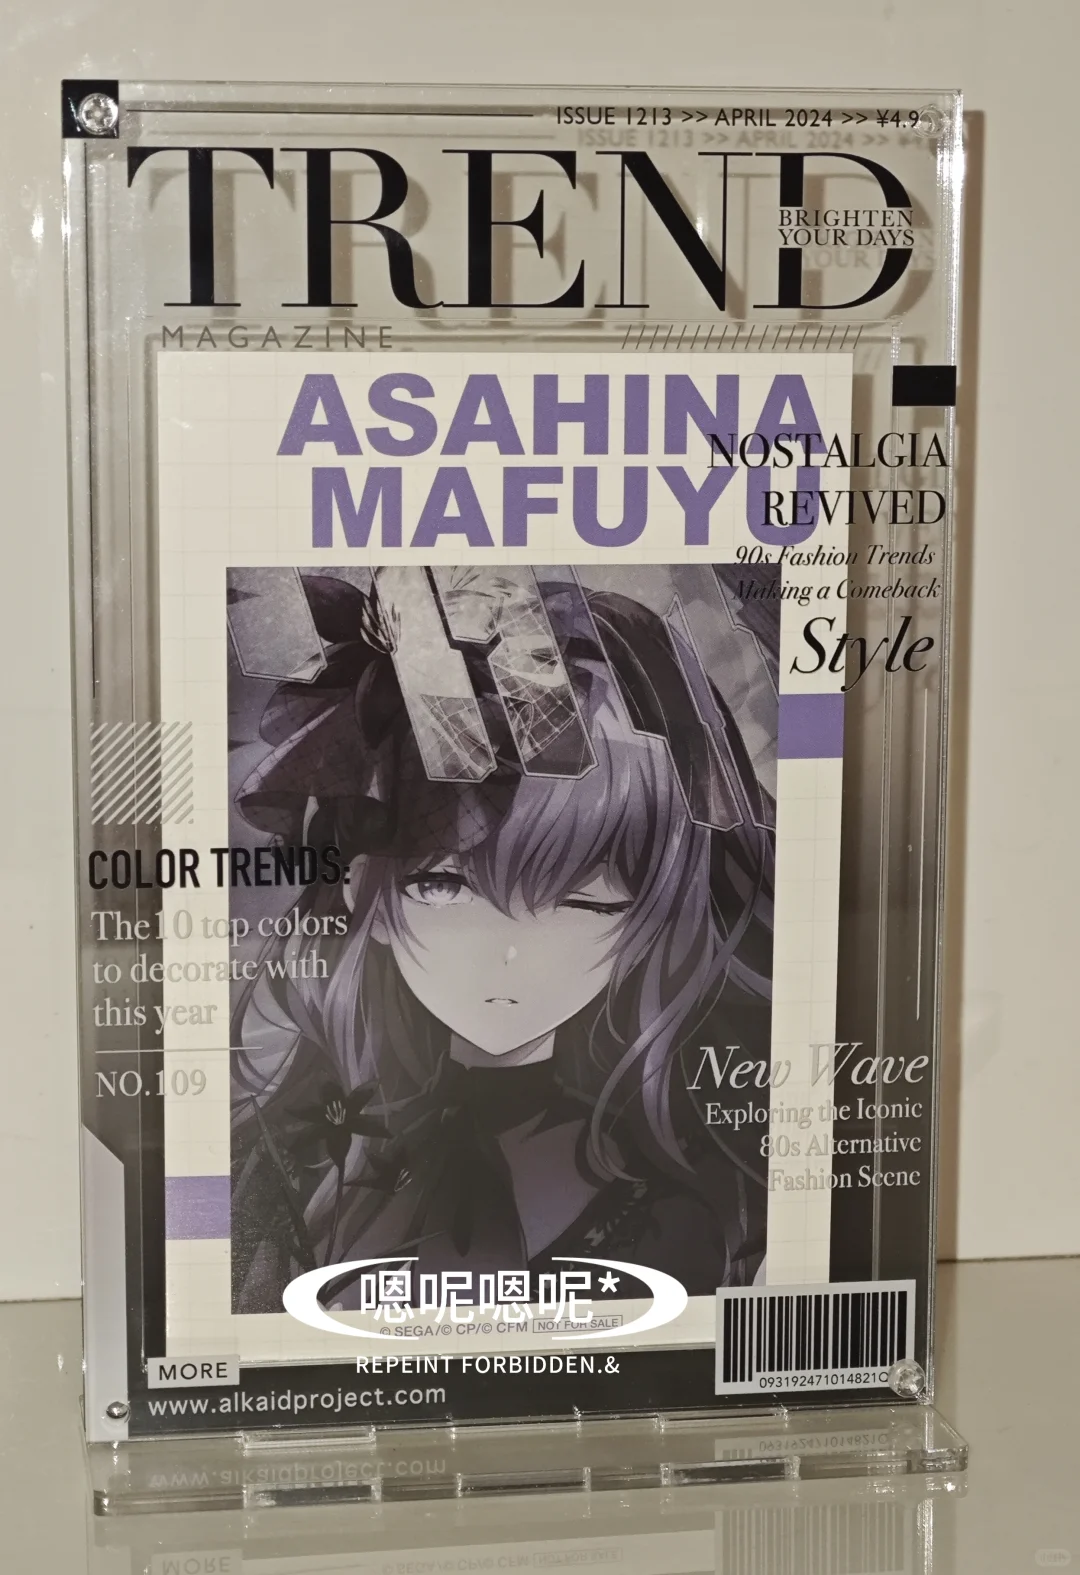 ISSUE 1213 >> APRIL 2024 >> ¥4.9
TREND
BRIGHTEN
YOUR DAYS
MAGAZINE
ASAHINA
MAFUYU
NOSTALGIA
REVIVED
90s Fashion Trends
Making a Comeback
Style
COLOR TRENDS:
The10 top colors
to decorate with
this year
NO.109
New Wave
Exploring the Iconic
80s Alternative
Fashion Scene
嗯呢嗯呢*
© SEGA/© CP/© CFM NOT FOR SALE
REPEINT FORBIDDEN.&
MORE
www.alkaidproject.com
093192471014821